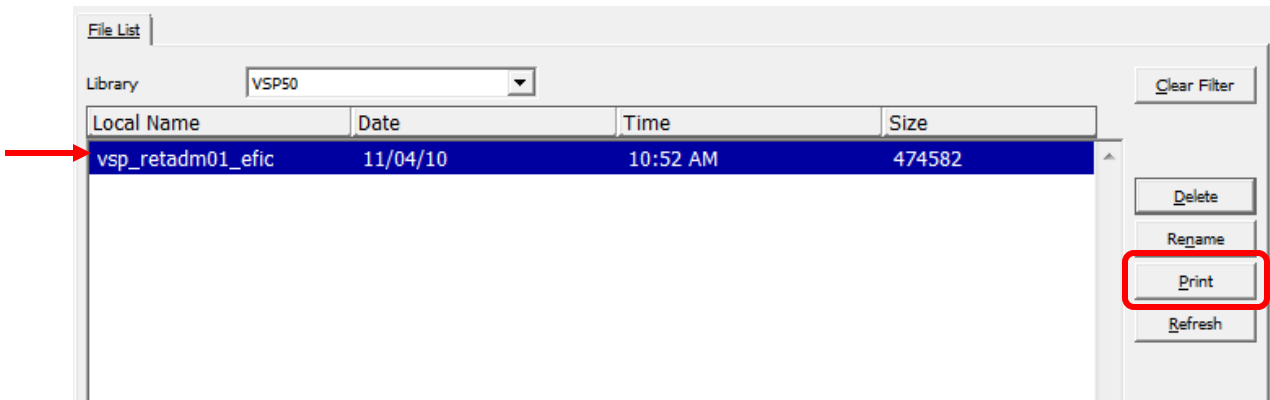 File List
Library VSP50 Clear Filter
Local Name Date Time Size
vsp_retadm01_efic 11/04/10 10:52 AM 474582
Delete
Rename
Print
Refresh